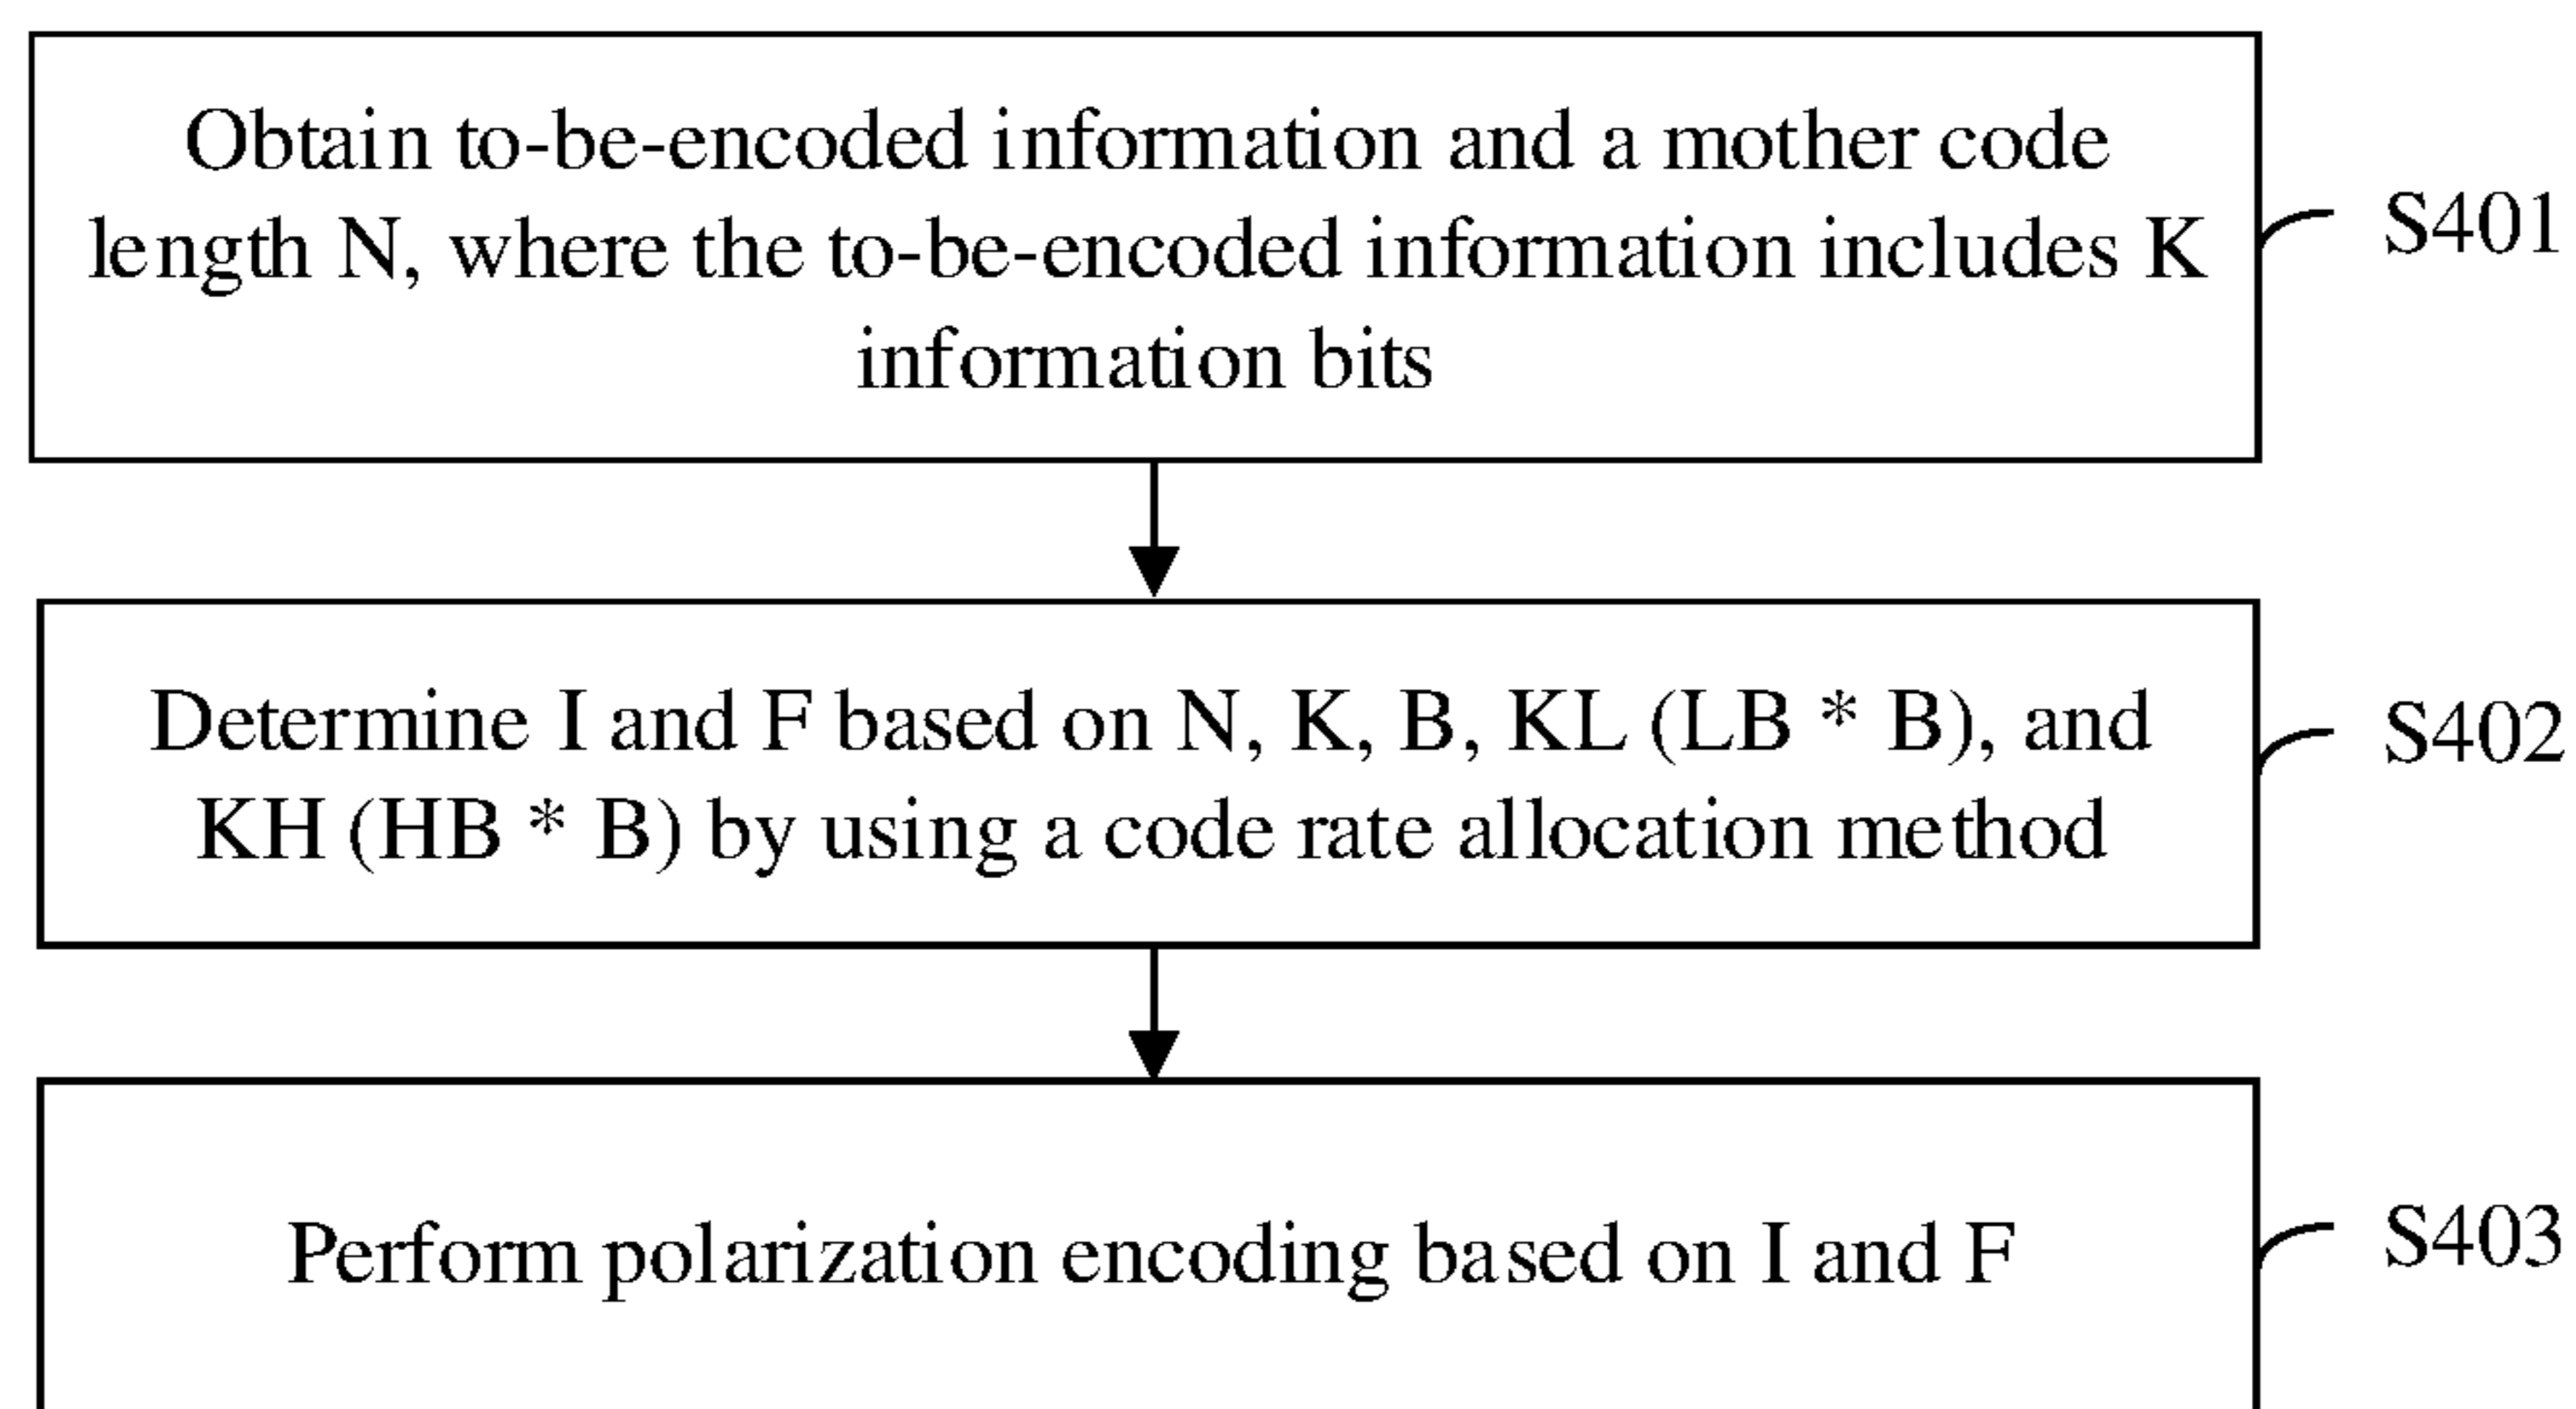 Obtain to-be-encoded information and a mother code
length N, where the to-be-encoded information includes K
information bits
S401
Determine I and F based on N, K, B, KL (LB * B), and
KH (HB * B) by using a code rate allocation method
S402
Perform polarization encoding based on I and F
S403